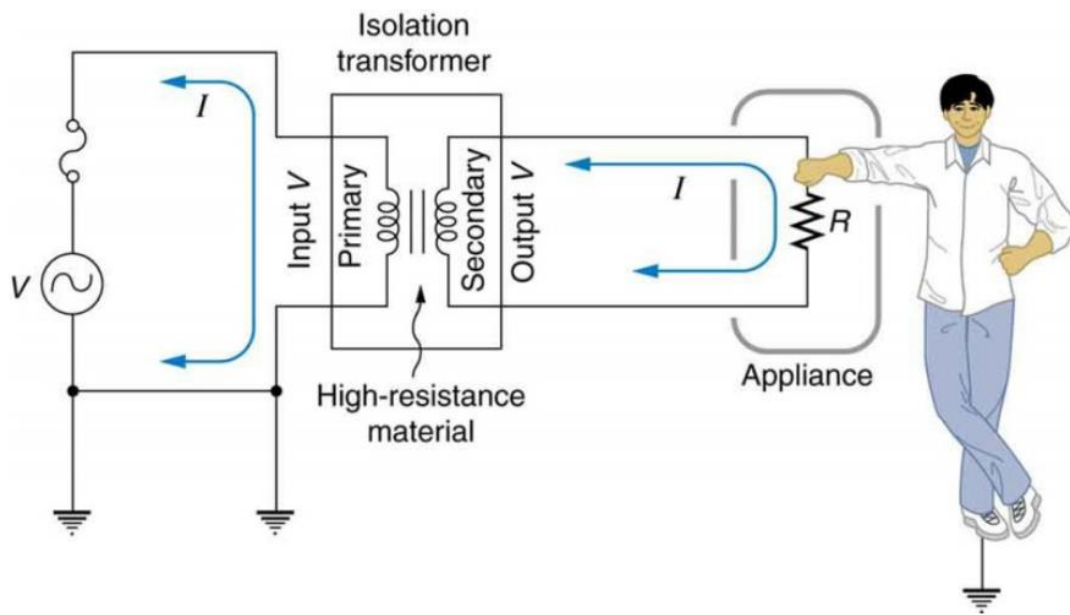 Isolation
transformer
I
V
Input V
Primary
Secondary
Output V
I
R
High-resistance
material
Appliance